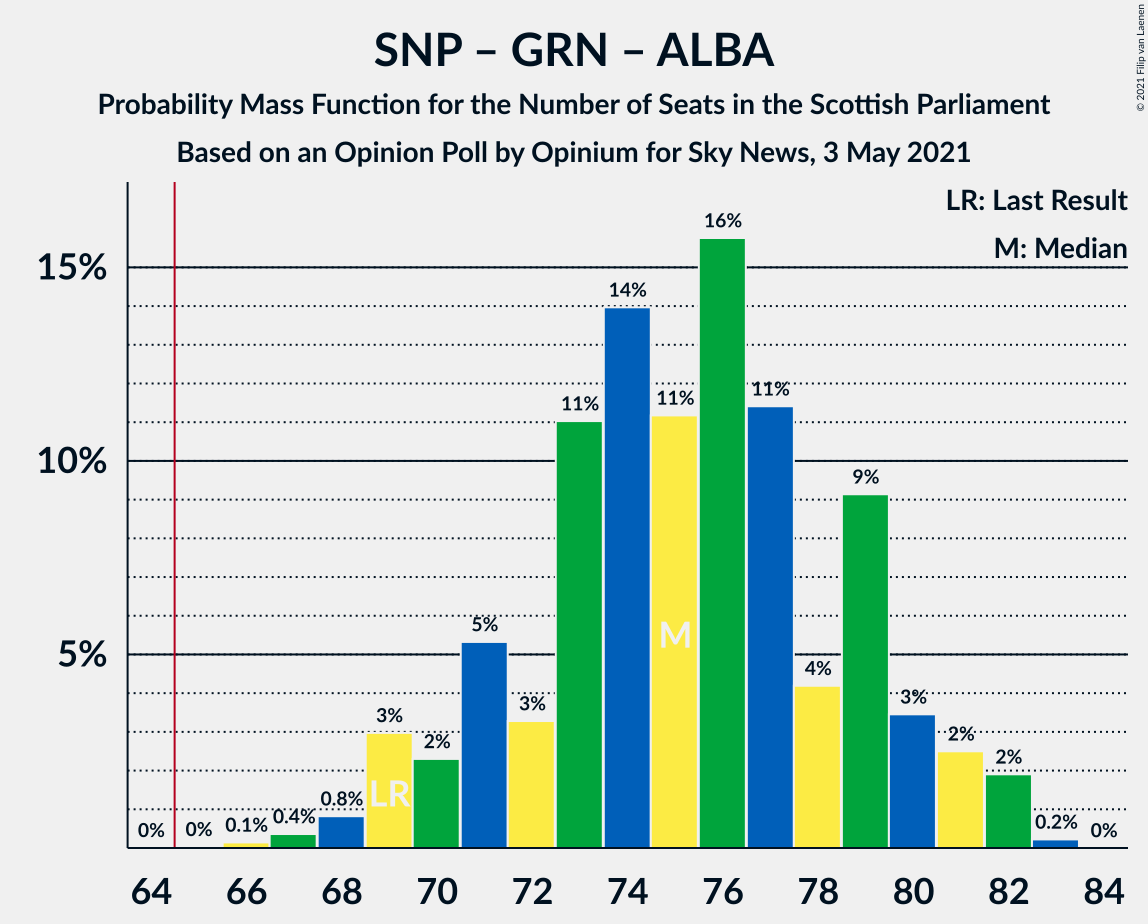 SNP – GRN – ALBA
Probability Mass Function for the Number of Seats in the Scottish Parliament
Based on an Opinion Poll by Opinium for Sky News, 3 May 2021
© 2021 Filip van Laenen
LR: Last Result
M: Median
15%
10%
5%
0%
0%
0.1%
0.4%
0.8%
3%
2%
5%
3%
11%
14%
11%
16%
11%
4%
9%
3%
2%
2%
0.2%
0%
LR
M
64 66 68 70 72 74 76 78 80 82 84